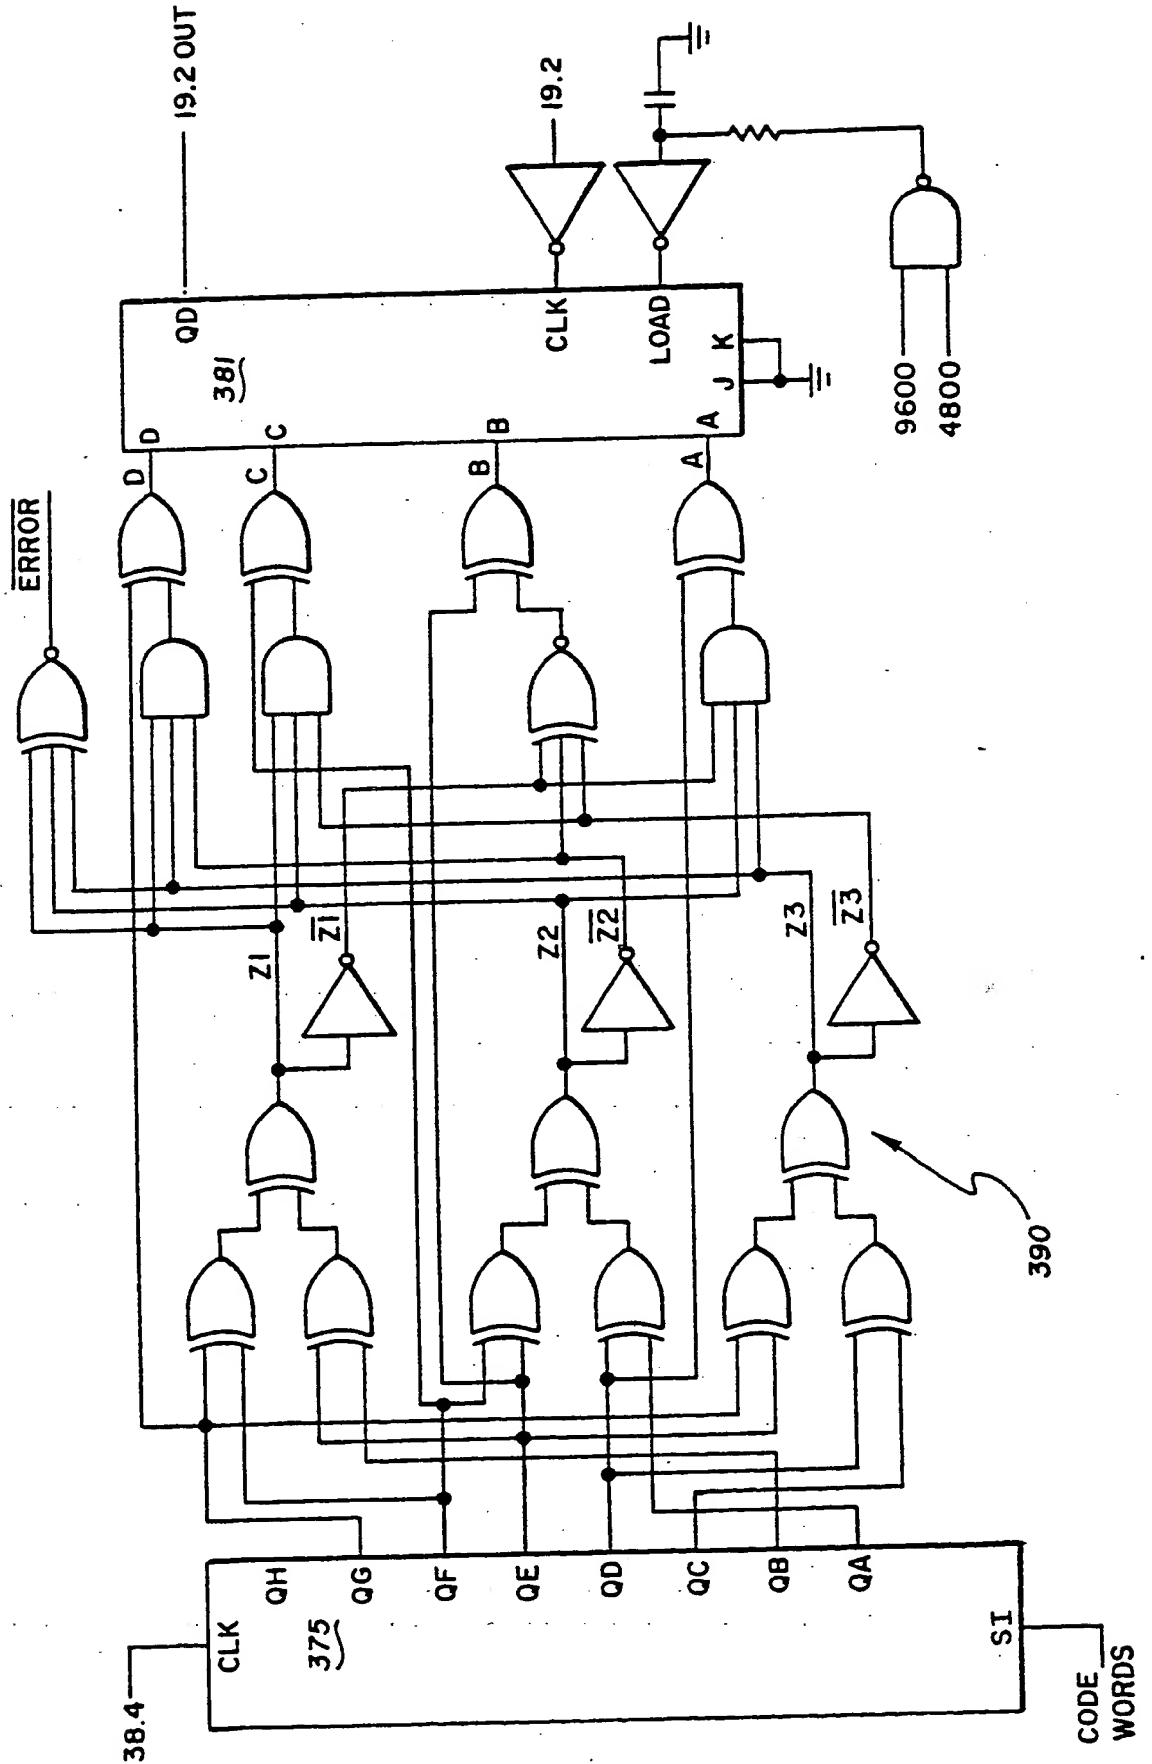 ERROR
19.2 OUT
D
D
QD
381
C
C
B
B
CLK
19.2
LOAD
A
A
J
K
9600
4800
Z1
Z1
Z2
Z2
Z3
Z3
390
38.4
CLK
QH
QG
375
QF
QE
QD
QC
QB
QA
SI
CODE
WORDS